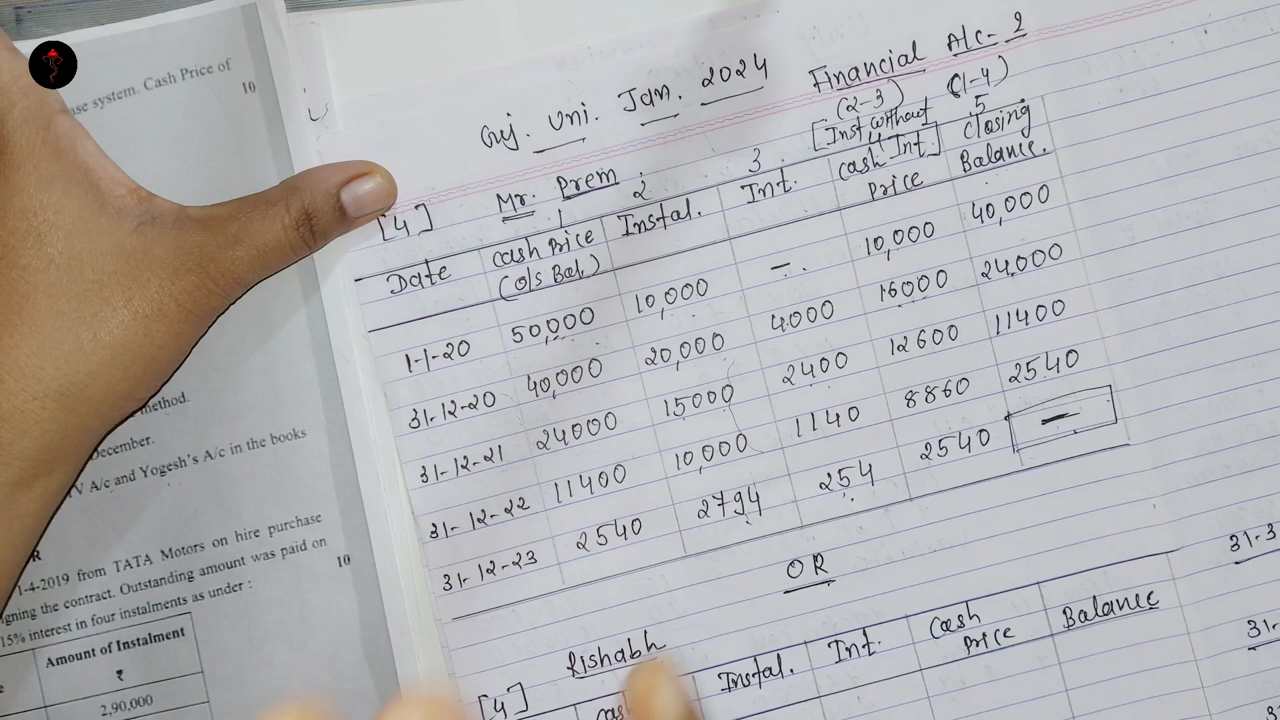 ase system. Cash Price of
10
method.
December.
V A/c and Yogesh's A/c in the books
R
1-4-2019 from TATA Motors on hire purchase
igning the contract. Outstanding amount was paid on
15% interest in four instalments as under :
10
Amount of Instalment
₹
2,90,000
Guj. Uni. Jan. 2024 Financial A/c-2
[4] Mr. Prem
(2-3) (1-4)
[Inst without Int]
1 2 3 4 5
Date Cash Price (O/s Bal.) Instal. Int. Cash Price Closing Balance.
1-1-20 50,000 10,000 - 10,000 40,000
31-12-20 40,000 20,000 4000 16000 24,000
31-12-21 24000 15000 2400 12600 11400
31-12-22 11400 10,000 1140 8860 2540
31-12-23 2540 2794 254 2540 -
OR
[4] Rishabh
Cas Instal. Int. Cash Price Balance
31-3
31-